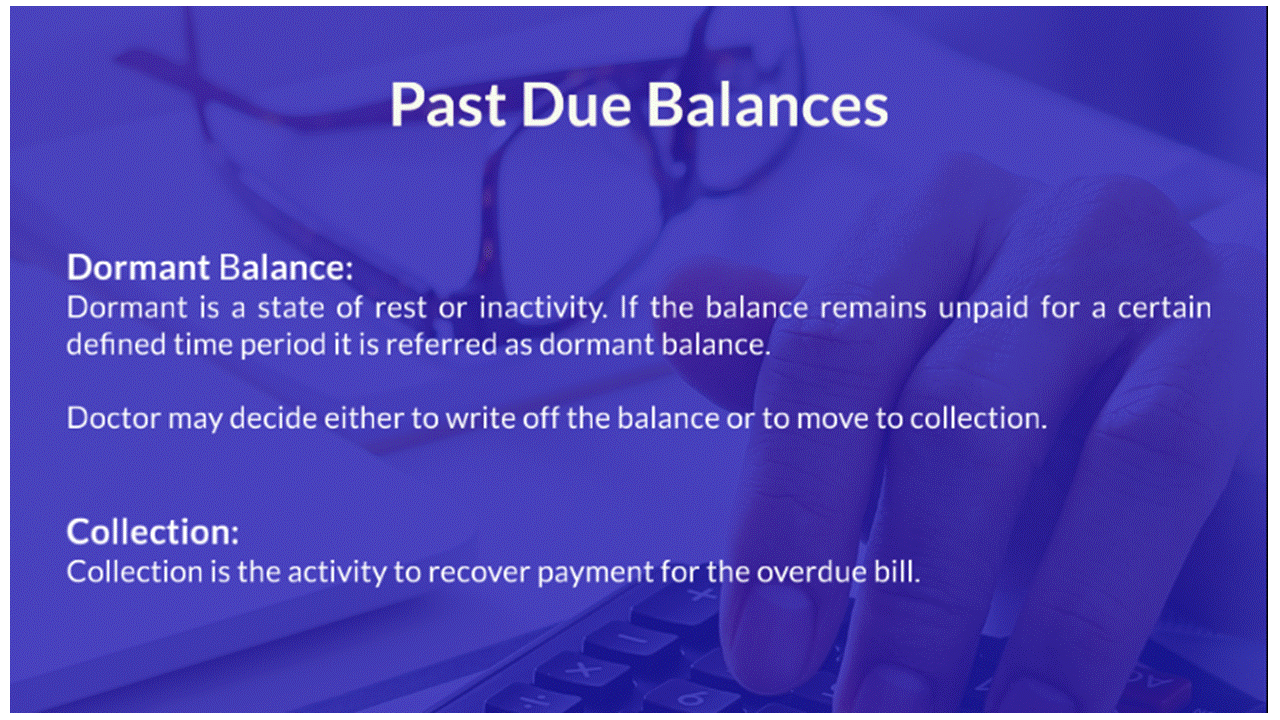 Past Due Balances
Dormant Balance:
Dormant is a state of rest or inactivity. If the balance remains unpaid for a certain
defined time period it is referred as dormant balance.
Doctor may decide either to write off the balance or to move to collection.
Collection:
Collection is the activity to recover payment for the overdue bill.